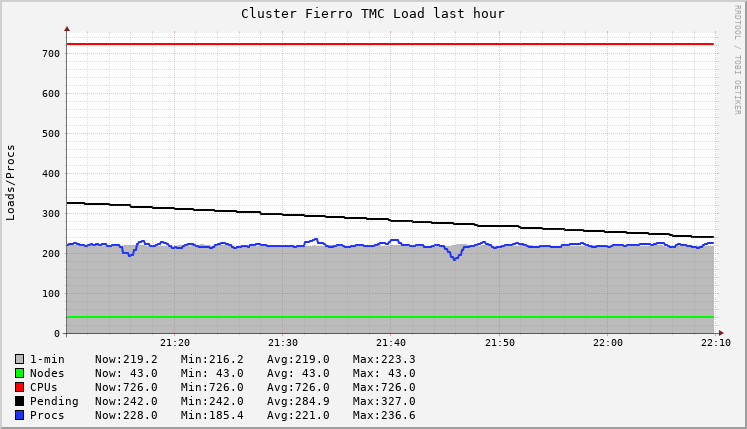 Cluster Fierro TMC Load last hour
RRDTOOL / TOBI OETIKER
Loads/Procs
700
600
500
400
300
200
100
0
21:20 21:30 21:40 21:50 22:00 22:10
1-min Now:219.2 Min:216.2 Avg:219.0 Max:223.3
Nodes Now: 43.0 Min: 43.0 Avg: 43.0 Max: 43.0
CPUs Now:726.0 Min:726.0 Avg:726.0 Max:726.0
Pending Now:242.0 Min:242.0 Avg:284.9 Max:327.0
Procs Now:228.0 Min:185.4 Avg:221.0 Max:236.6